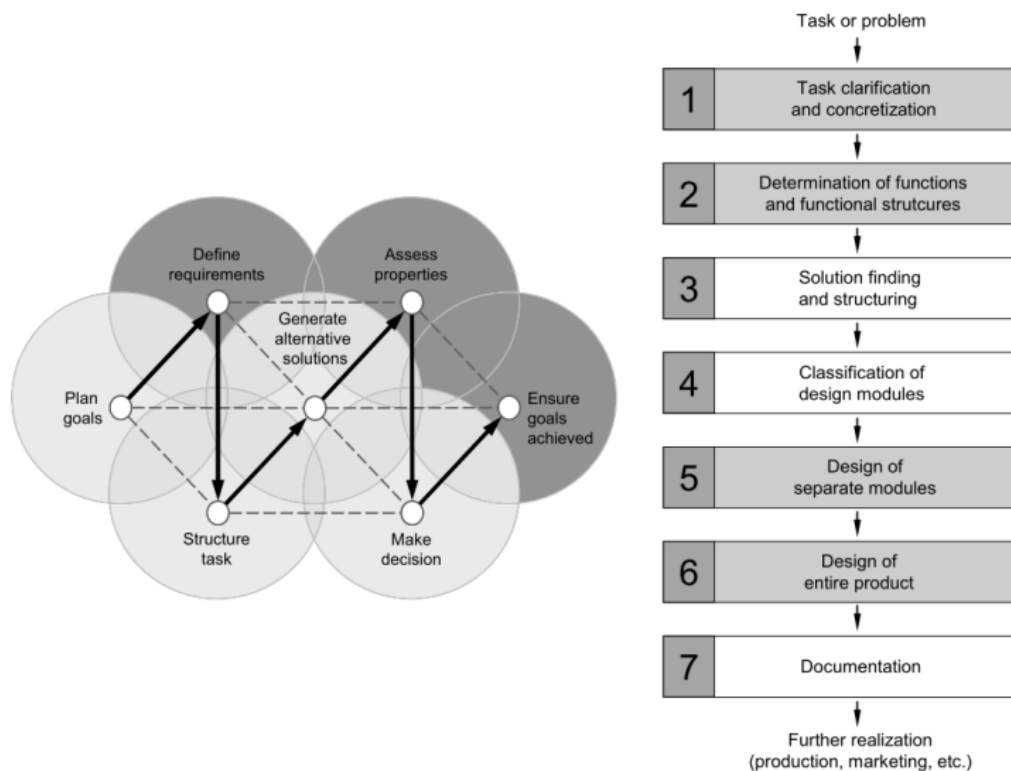 Define
requirements
Assess
properties
Generate
alternative
solutions
Plan
goals
Ensure
goals
achieved
Structure
task
Make
decision
Task or problem
1
Task clarification
and concretization
2
Determination of functions
and functional strutcures
3
Solution finding
and structuring
4
Classification of
design modules
5
Design of
separate modules
6
Design of
entire product
7
Documentation
Further realization
(production, marketing, etc.)